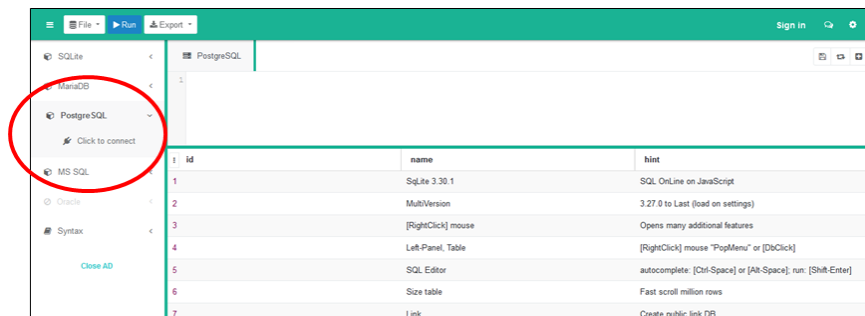 File Run Export Sign in
SQLite
MariaDB
PostgreSQL
Click to connect
MS SQL
Oracle
Syntax
Close AD
PostgreSQL
1
id name hint
1 SqLite 3.30.1 SQL OnLine on JavaScript
2 MultiVersion 3.27.0 to Last (load on settings)
3 [RightClick] mouse Opens many additional features
4 Left-Panel, Table [RightClick] mouse "PopMenu" or [DbClick]
5 SQL Editor autocomplete: [Ctrl-Space] or [Alt-Space]; run: [Shift-Enter]
6 Size table Fast scroll million rows
7 Link Create public link DB